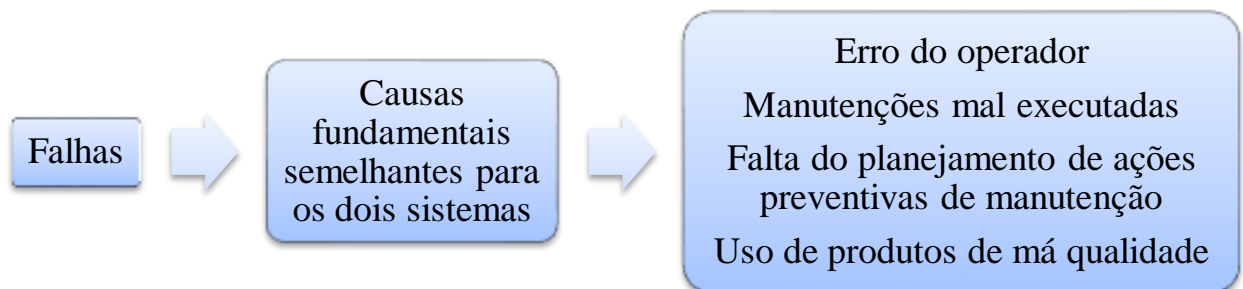 Falhas
Causas
fundamentais
semelhantes para
os dois sistemas
Erro do operador
Manutenções mal executadas
Falta do planejamento de ações
preventivas de manutenção
Uso de produtos de má qualidade